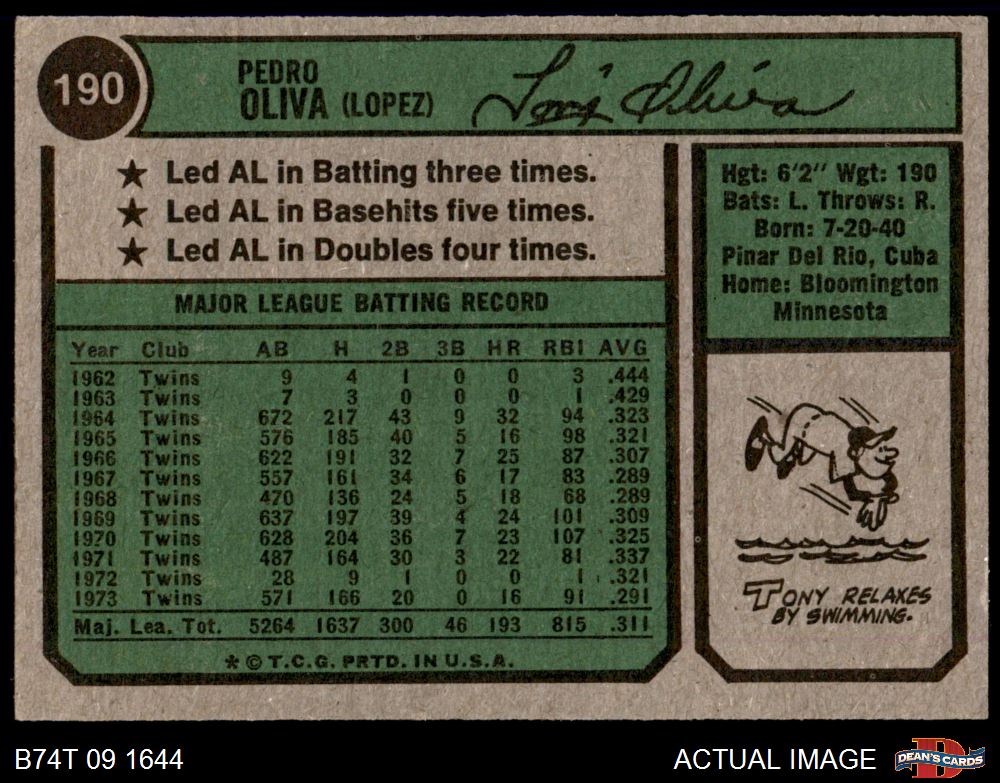 190
PEDRO
OLIVA (LOPEZ)
Toni Oliva
★ Led AL in Batting three times.
★ Led AL in Basehits five times.
★ Led AL in Doubles four times.
Hgt: 6'2" Wgt: 190
Bats: L. Throws: R.
Born: 7-20-40
Pinar Del Rio, Cuba
Home: Bloomington
Minnesota
MAJOR LEAGUE BATTING RECORD
Year Club AB H 2B 3B HR RBI AVG
1962 Twins 9 4 1 0 0 3 .444
1963 Twins 7 3 0 0 0 1 .429
1964 Twins 672 217 43 9 32 94 .323
1965 Twins 576 185 40 5 16 98 .321
1966 Twins 622 191 32 7 25 87 .307
1967 Twins 557 161 34 6 17 83 .289
1968 Twins 470 136 24 5 18 68 .289
1969 Twins 637 197 39 4 24 101 .309
1970 Twins 628 204 36 7 23 107 .325
1971 Twins 487 164 30 3 22 81 .337
1972 Twins 28 9 1 0 0 1 .321
1973 Twins 571 166 20 0 16 91 .291
Maj. Lea. Tot. 5264 1637 300 46 193 815 .311
* © T.C.G. PRTD. IN U.S.A.
TONY RELAXES
BY SWIMMING.
B74T 09 1644
ACTUAL IMAGE
D
DEAN'S CARDS